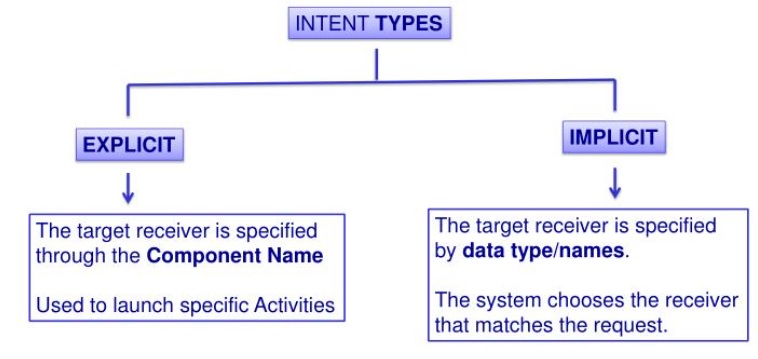 INTENT TYPES
EXPLICIT
The target receiver is specified
through the Component Name
Used to launch specific Activities
IMPLICIT
The target receiver is specified
by data type/names.
The system chooses the receiver
that matches the request.